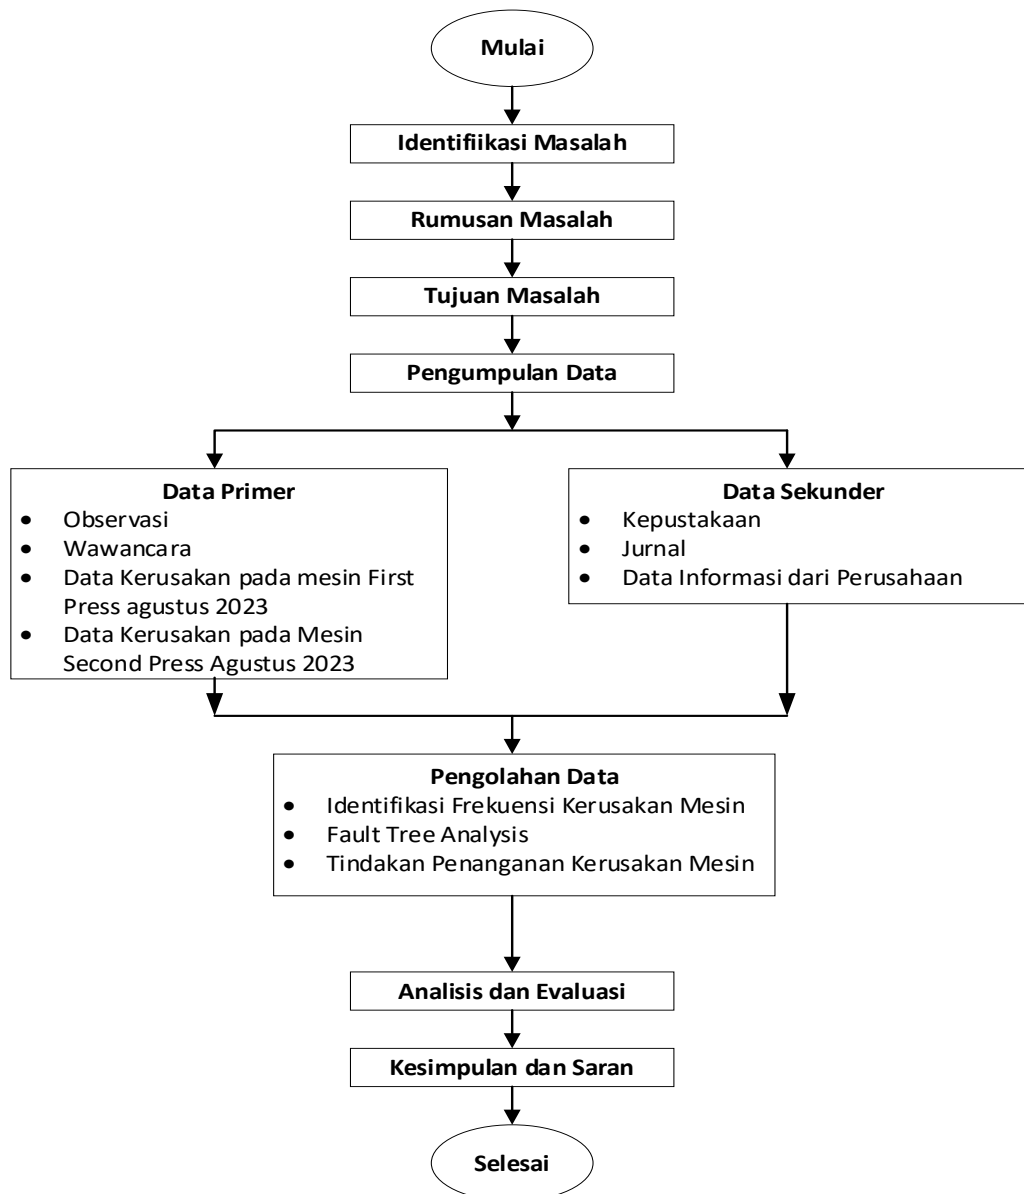 Mulai
Identifiikasi Masalah
Rumusan Masalah
Tujuan Masalah
Pengumpulan Data
Data Primer
• Observasi
• Wawancara
• Data Kerusakan pada mesin First
Press agustus 2023
• Data Kerusakan pada Mesin
Second Press Agustus 2023
Data Sekunder
• Kepustakaan
• Jurnal
• Data Informasi dari Perusahaan
Pengolahan Data
• Identifikasi Frekuensi Kerusakan Mesin
• Fault Tree Analysis
• Tindakan Penanganan Kerusakan Mesin
Analisis dan Evaluasi
Kesimpulan dan Saran
Selesai